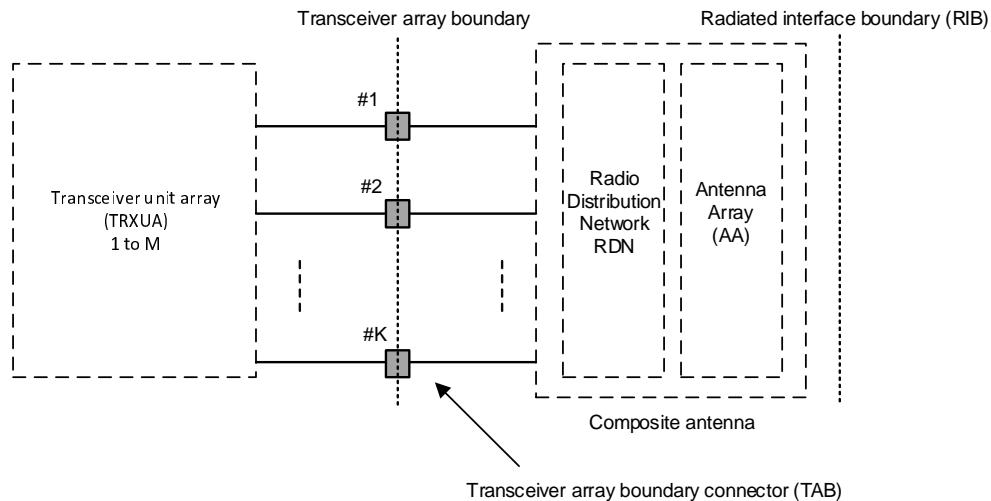 Transceiver array boundary
Radiated interface boundary (RIB)
#1
#2
#K
Transceiver unit array
(TRXUA)
1 to M
Radio
Distribution
Network
RDN
Antenna
Array
(AA)
Composite antenna
Transceiver array boundary connector (TAB)